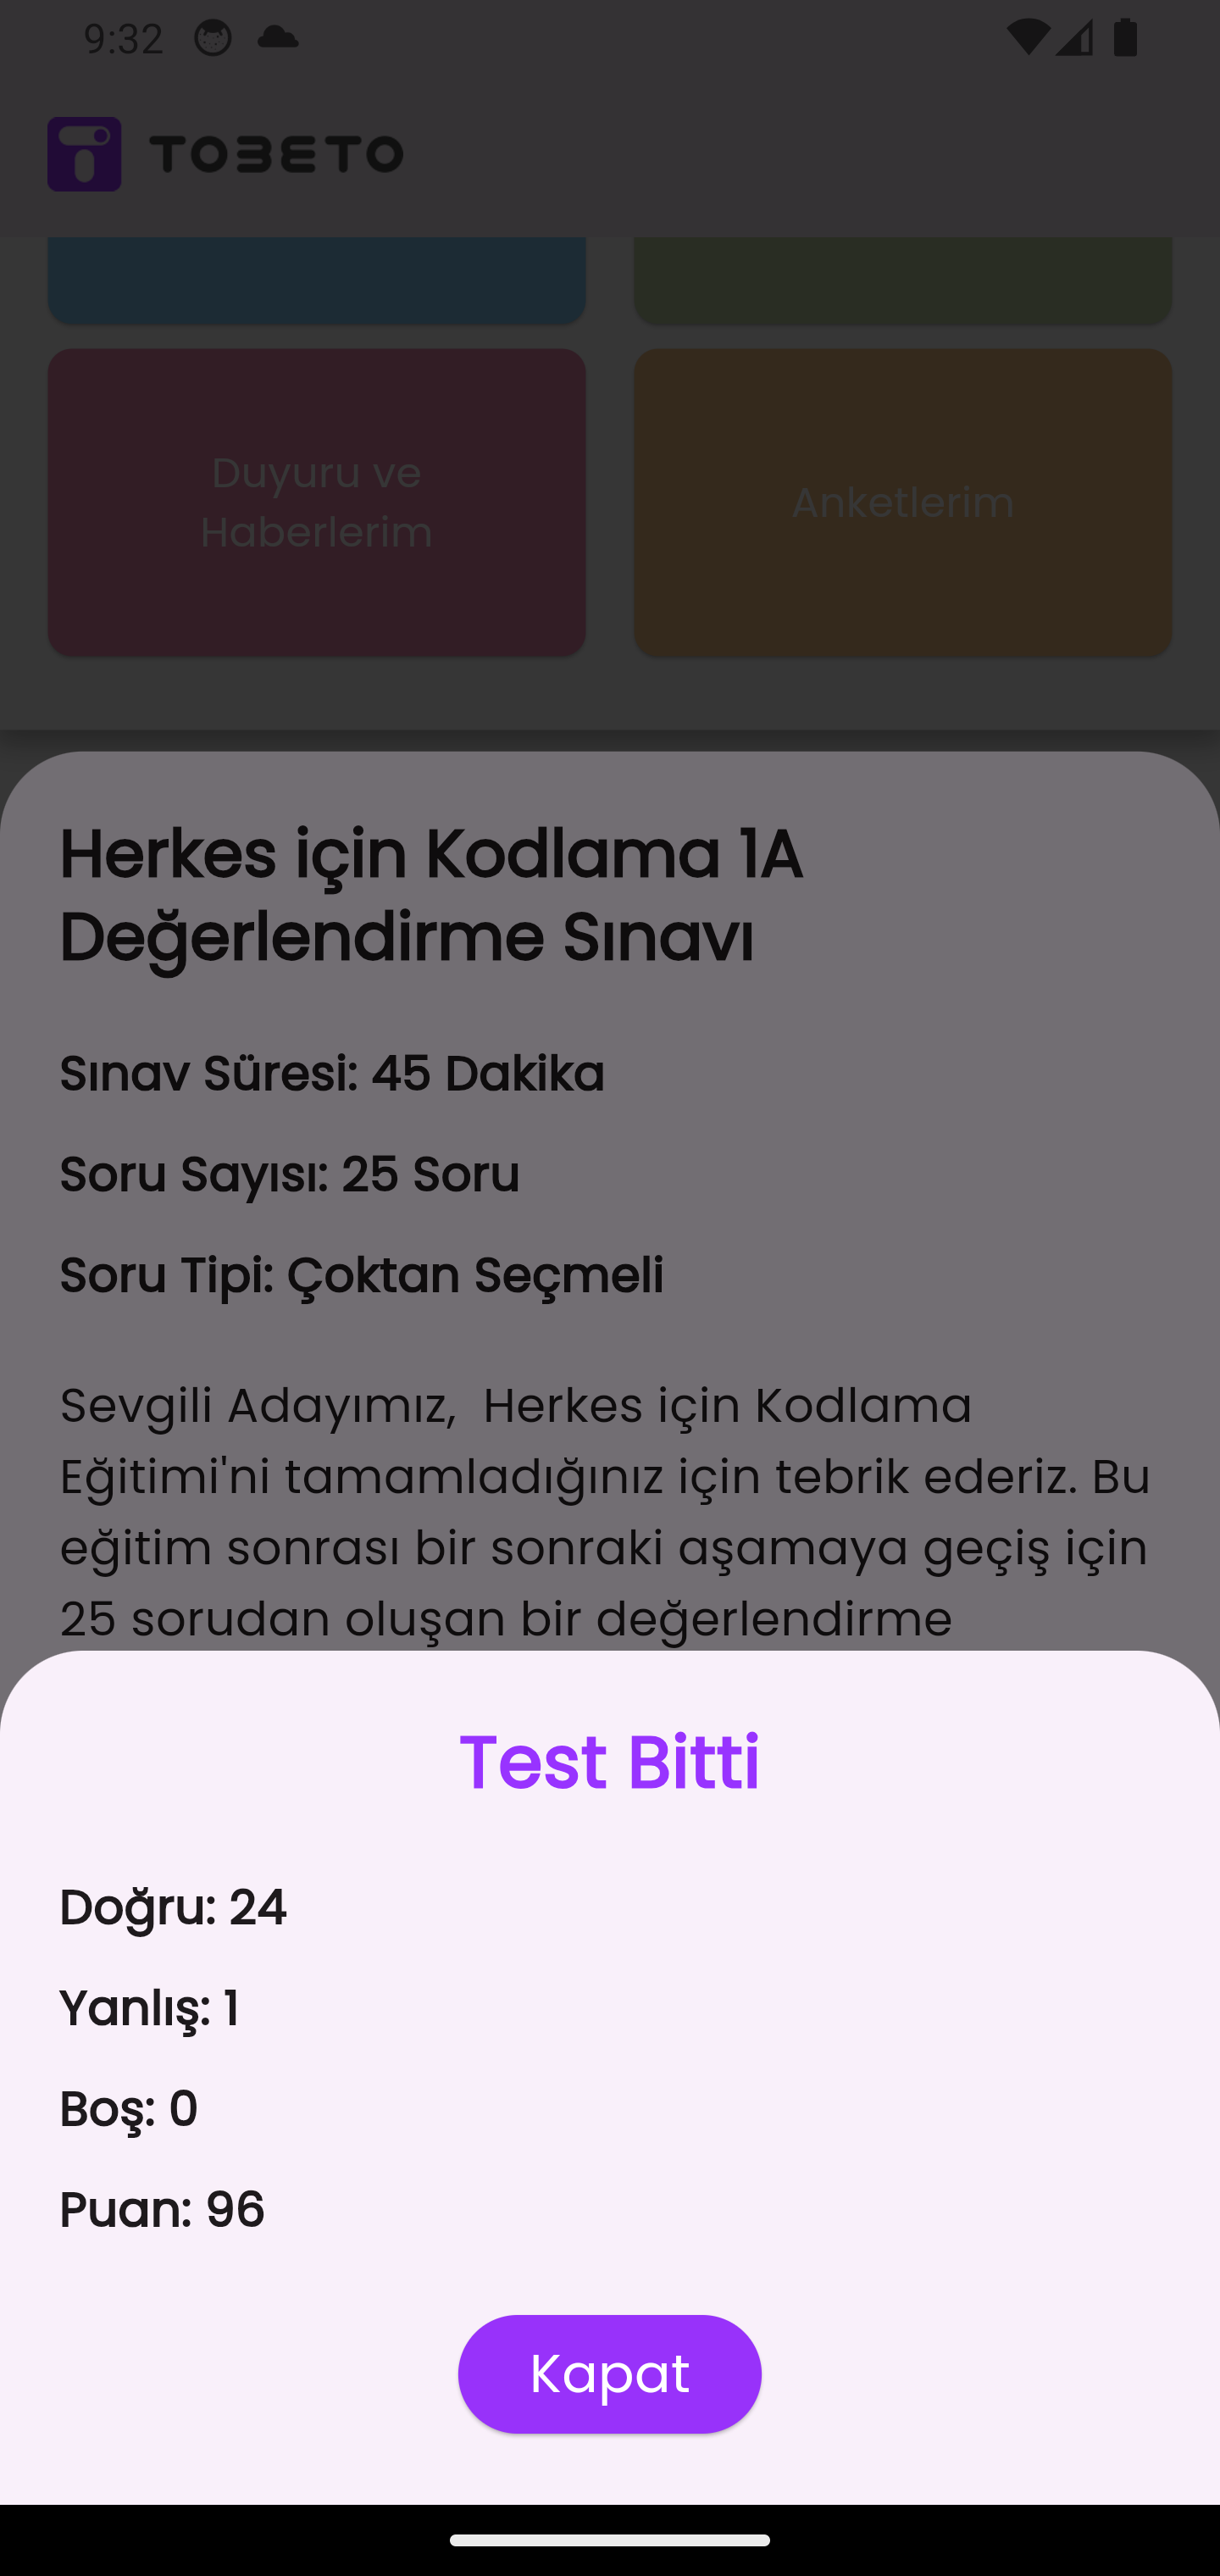 9:32
TOBETO
Duyuru ve
Haberlerim
Anketlerim
Herkes için Kodlama 1A
Değerlendirme Sınavı
Sınav Süresi: 45 Dakika
Soru Sayısı: 25 Soru
Soru Tipi: Çoktan Seçmeli
Sevgili Adayımız,  Herkes için Kodlama
Eğitimi'ni tamamladığınız için tebrik ederiz. Bu
eğitim sonrası bir sonraki aşamaya geçiş için
25 sorudan oluşan bir değerlendirme
Test Bitti
Doğru: 24
Yanlış: 1
Boş: 0
Puan: 96
Kapat